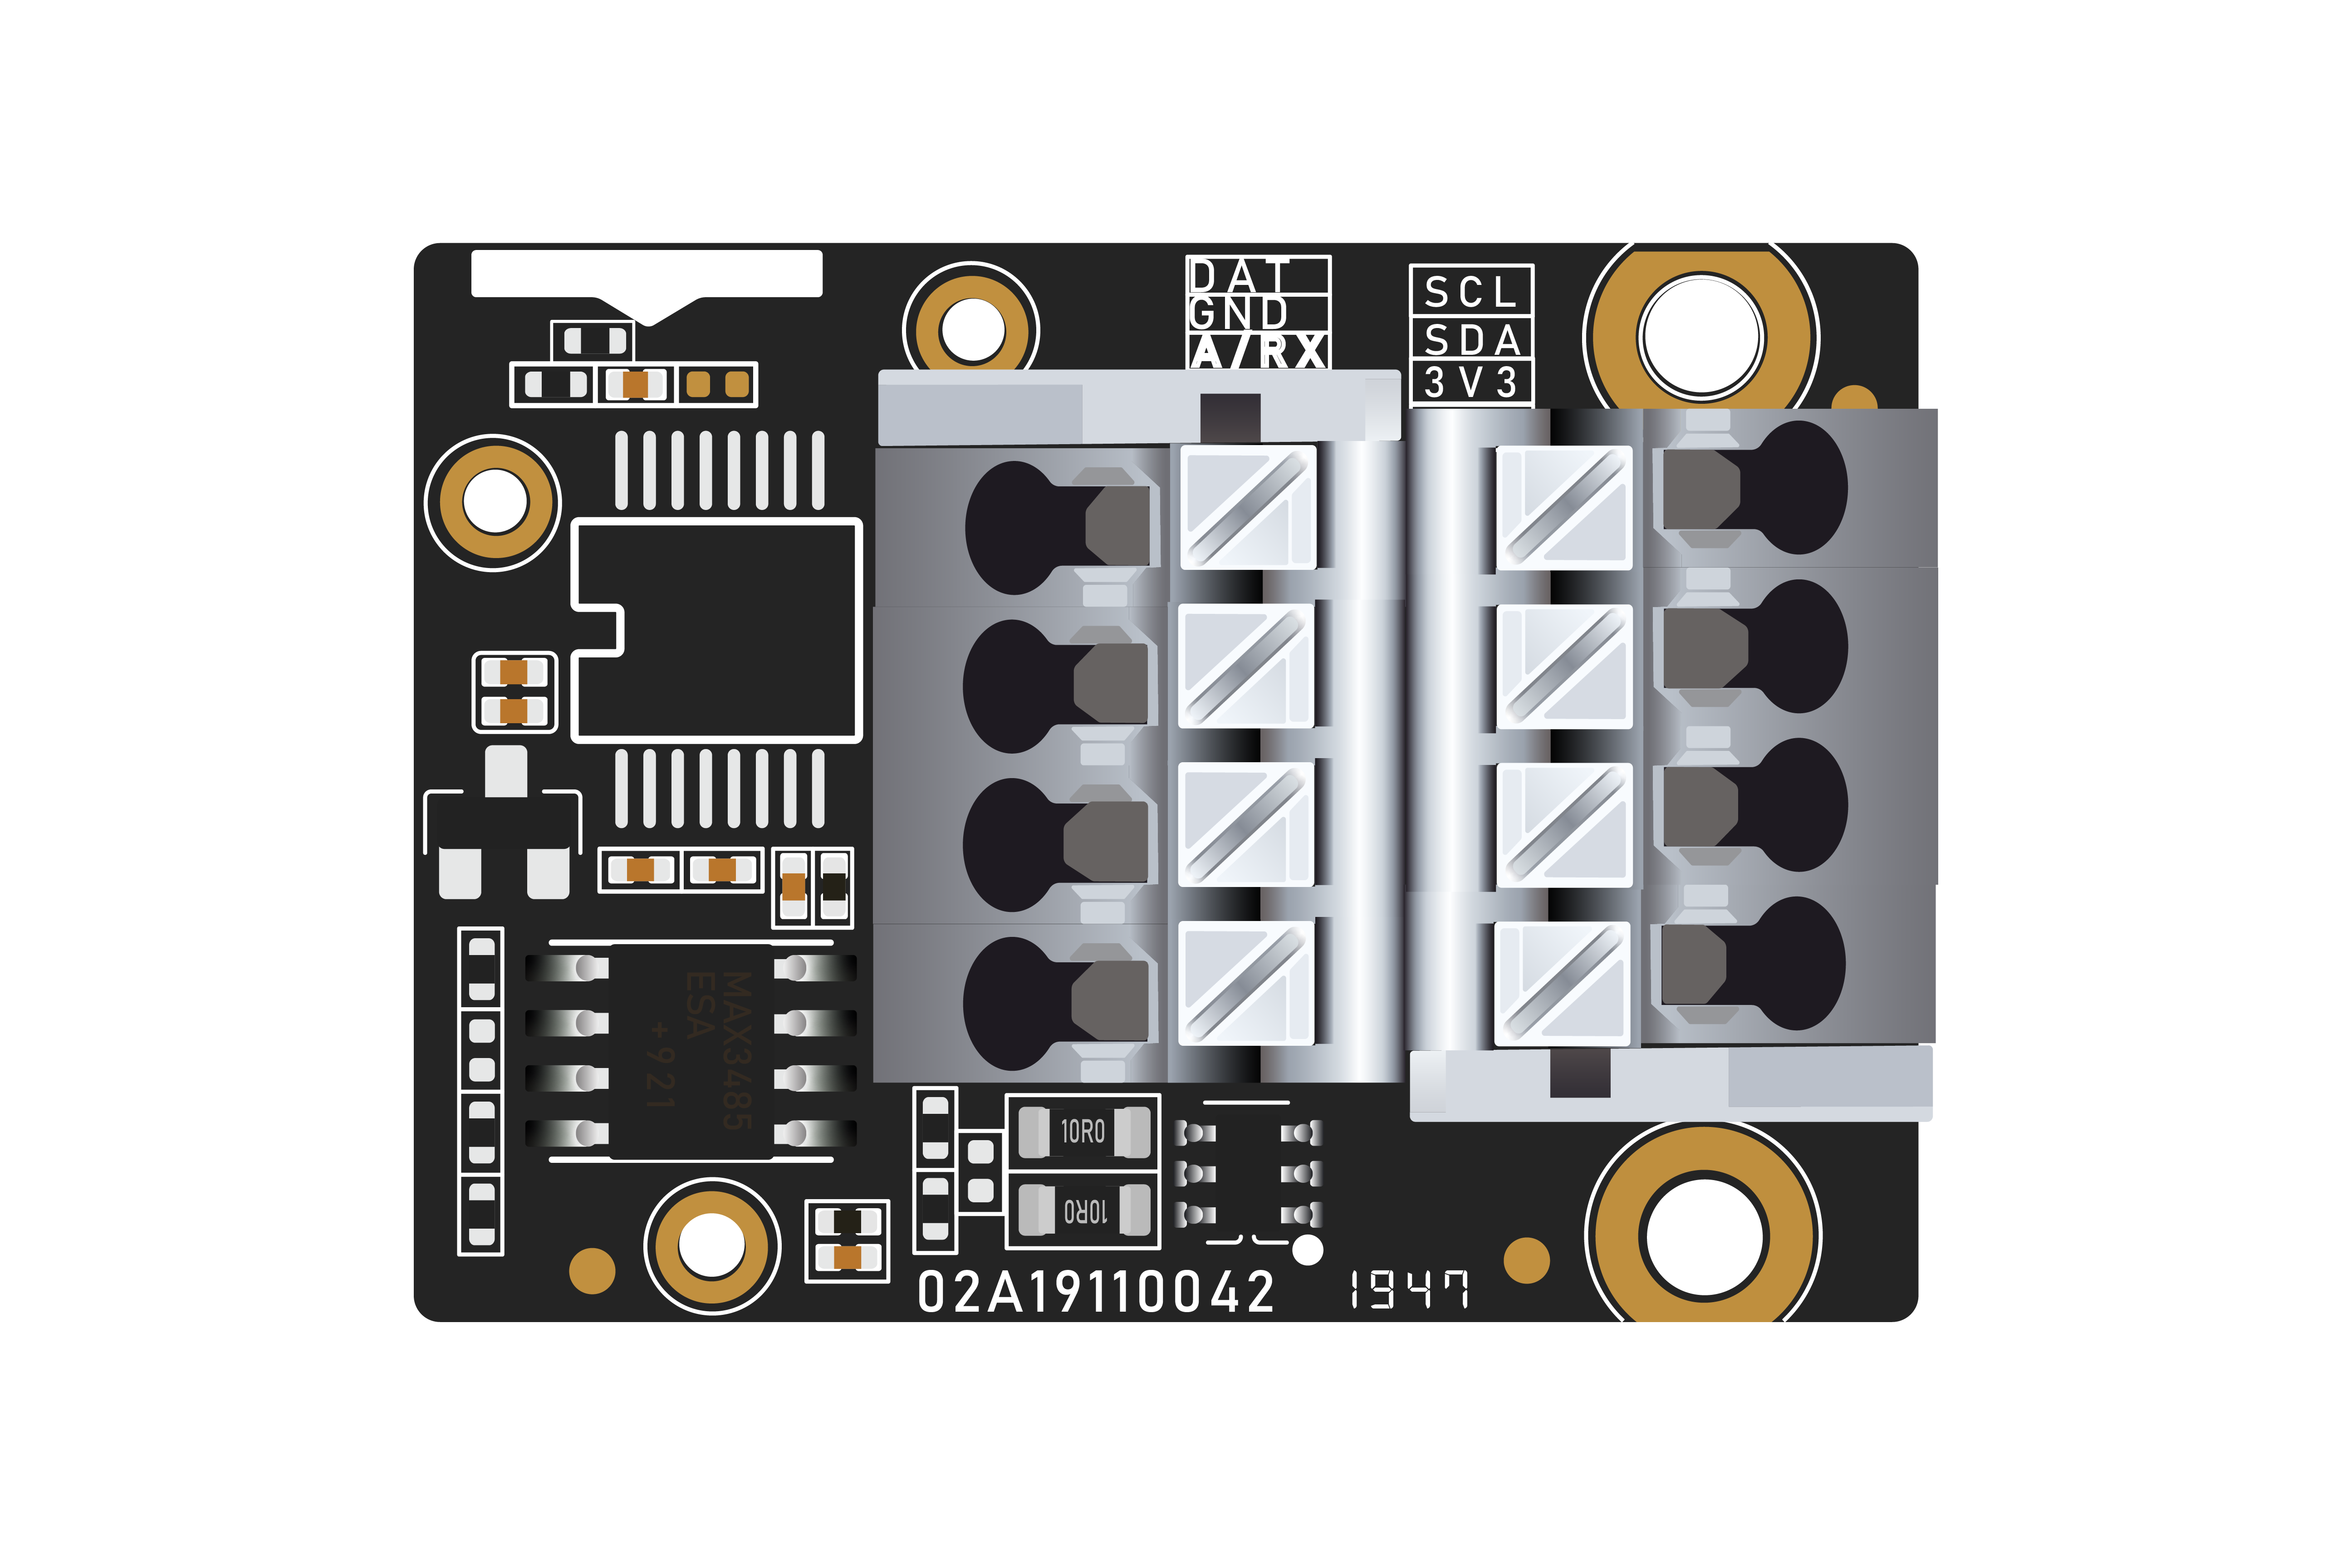 DAT
GND
A/RX
SCL
SDA
3V3
MAX3485
ESA
+921
10R0
10R0
02A19110042
1947